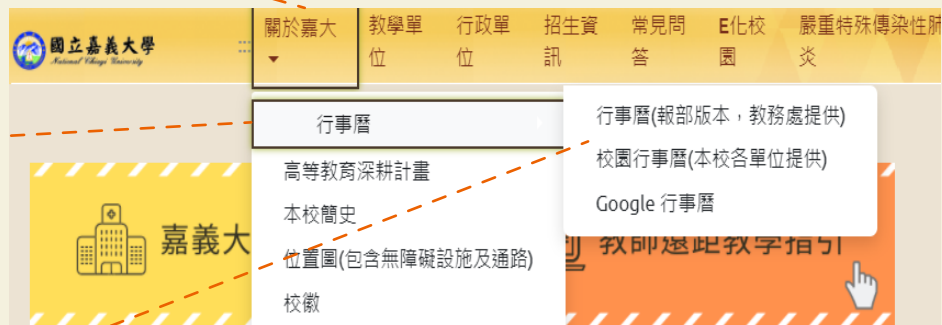 國立嘉義大學
National Chiayi University
關於嘉大
教學單
位
行政單
位
招生資
訊
常見問
答
E化校
園
嚴重特殊傳染性肺
炎
行事曆
高等教育深耕計畫
本校簡史
位置圖(包含無障礙設施及通路)
校徽
行事曆(報部版本，教務處提供)
校園行事曆(本校各單位提供)
Google 行事曆
嘉義大
教師遠距教學指引